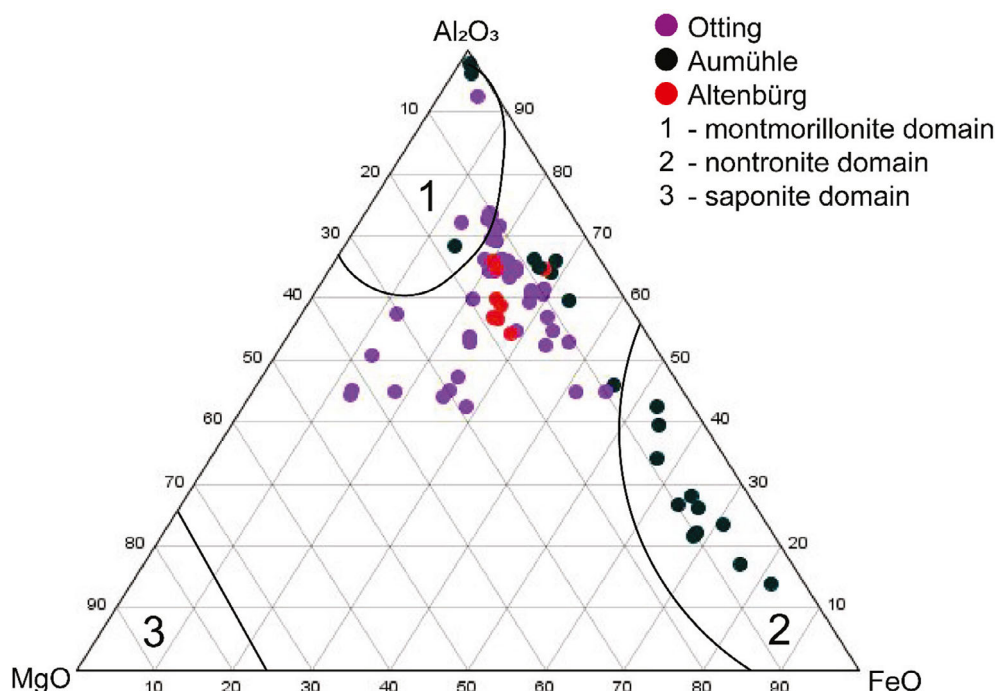 Al₂O₃
Otting
Aumühle
Altenbürg
1 - montmorillonite domain
2 - nontronite domain
3 - saponite domain
10 90
20 80
1
30 70
40 60
50 50
60 40
70 30
80 20
90 10
3 2
MgO 10 20 30 40 50 60 70 80 90 FeO